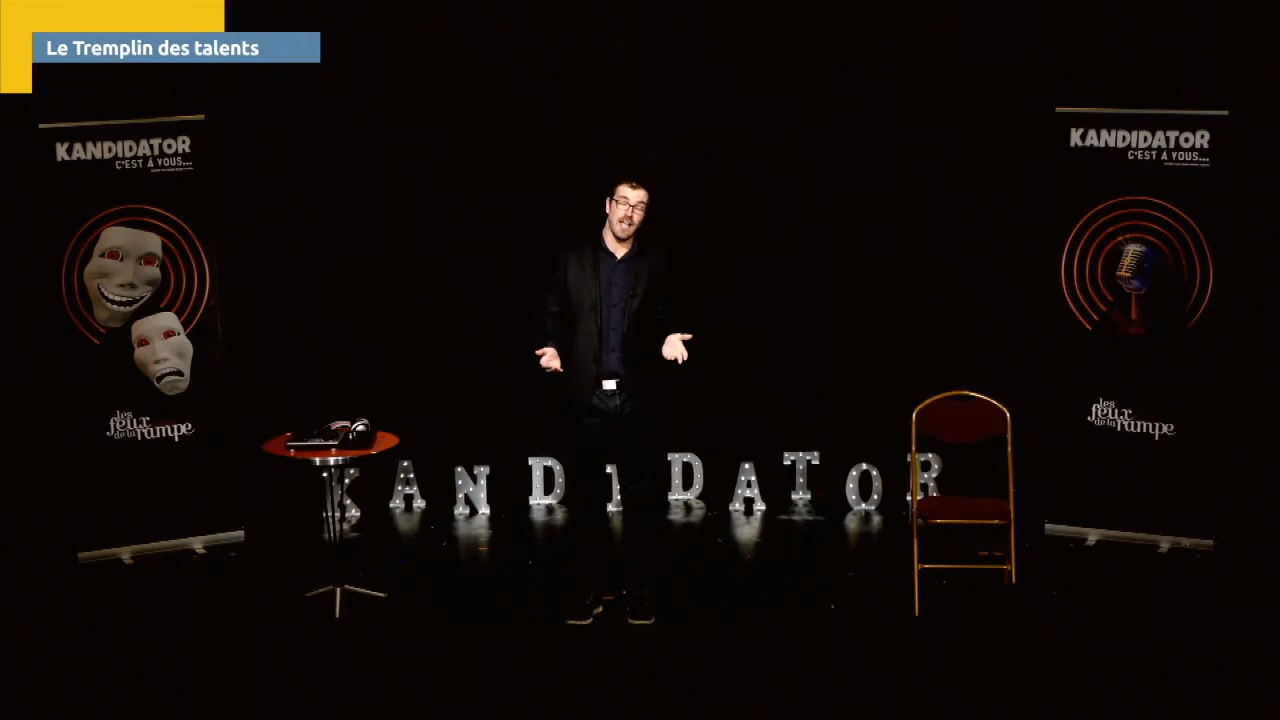 Le Tremplin des talents
KANDIDATOR
C'EST À VOUS...
les
feux
de la rampe
KANDIDATOR
C'EST À VOUS...
les
feux
de la rampe
KANDIDATOR